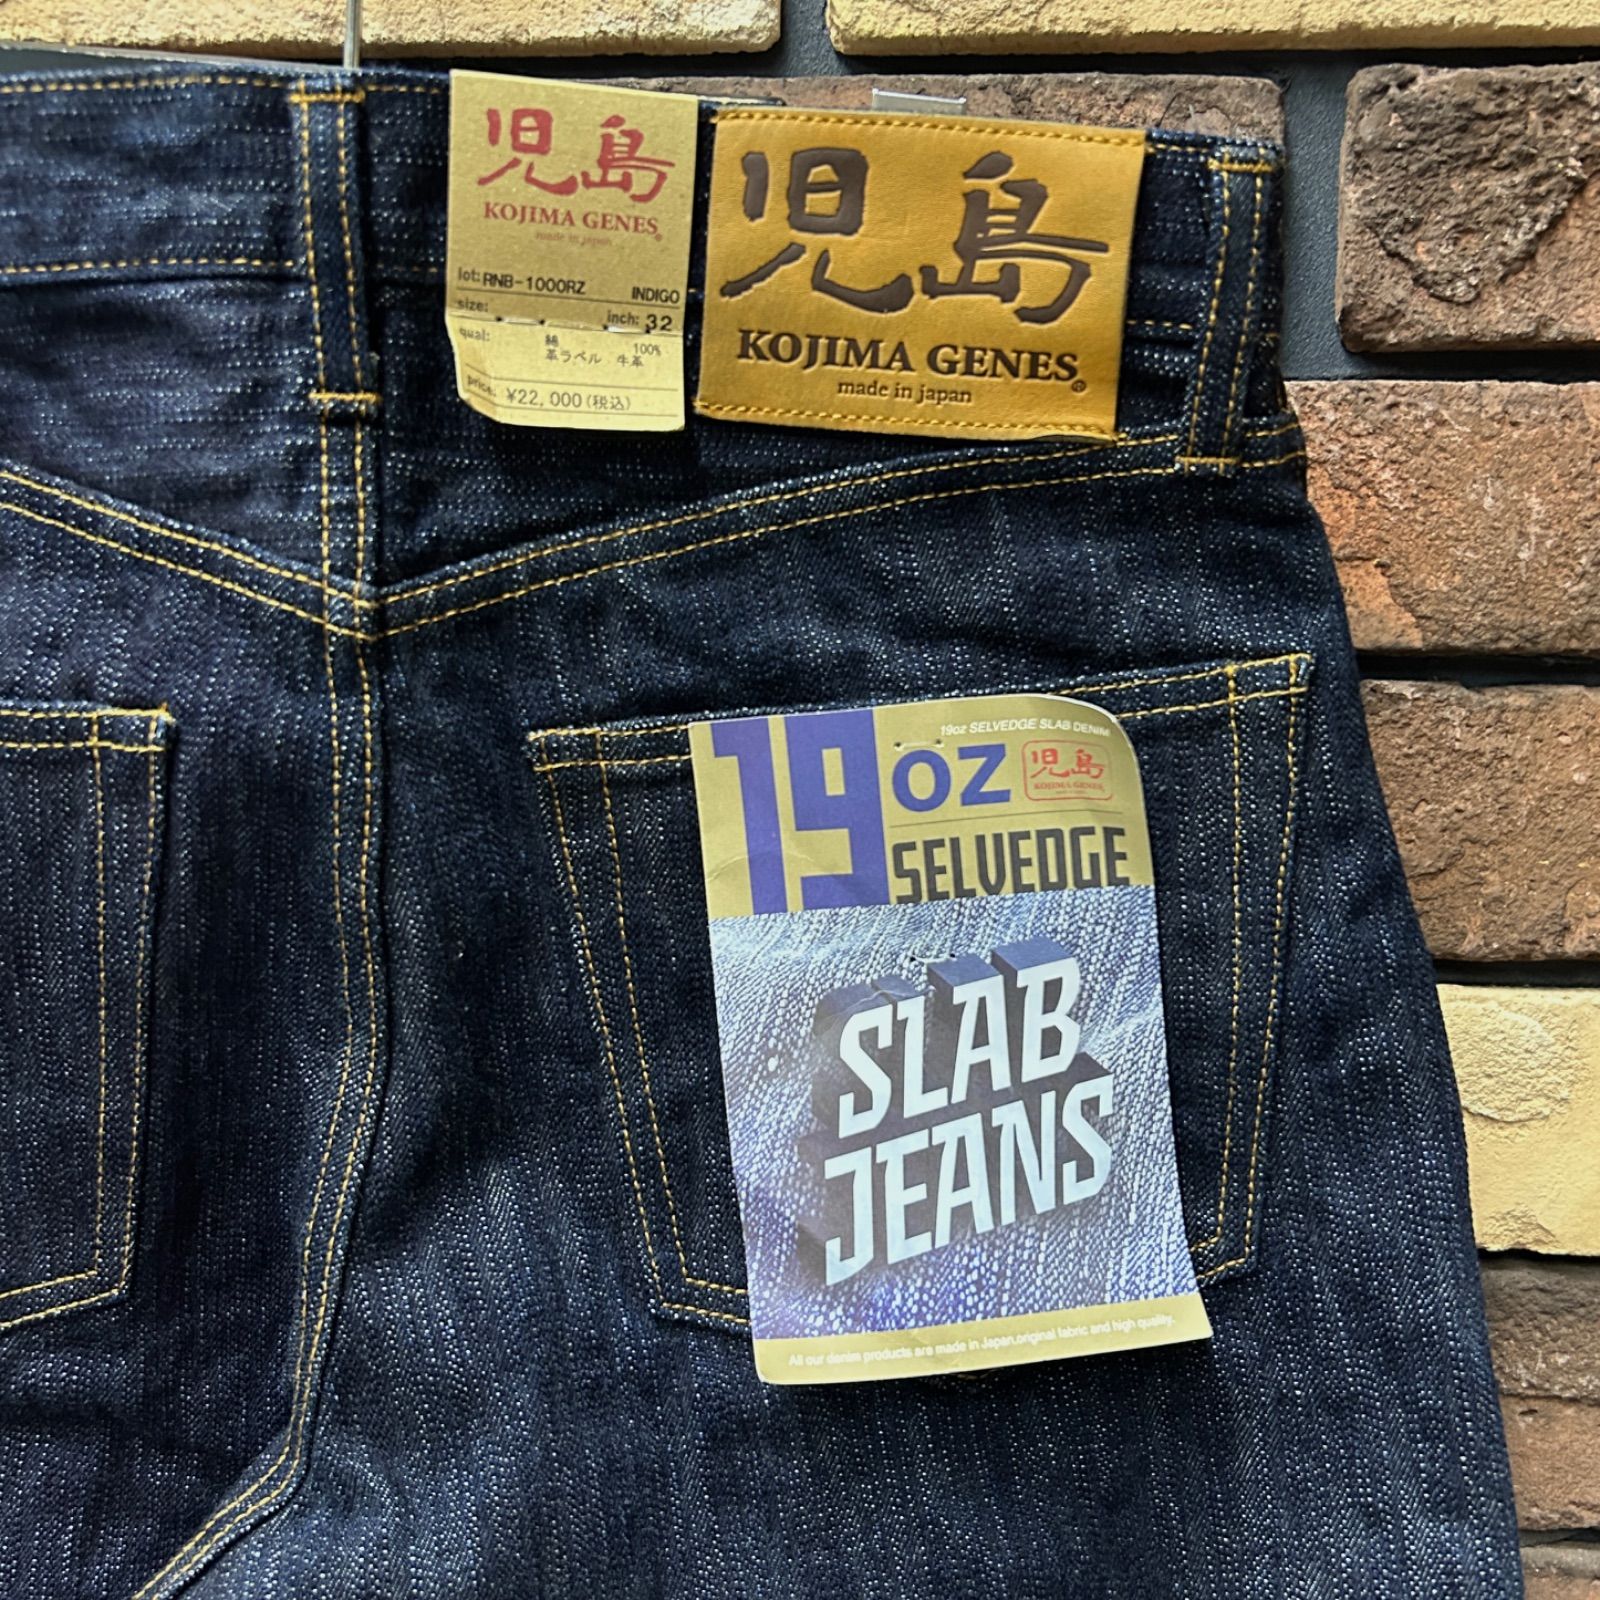 児島
KOJIMA GENES®
made in japan
lot: RNB-1000RZ INDIGO
size: inch: 32
qual: 綿 100%
革ラベル 牛革
price: ¥22,000(税込)
児島
KOJIMA GENES®
made in japan
19oz SELVEDGE SLAB DENIM
19oz
児島
KOJIMA GENES
SELVEDGE
SLAB
JEANS
All our denim products are made in Japan,original fabric and high quality.